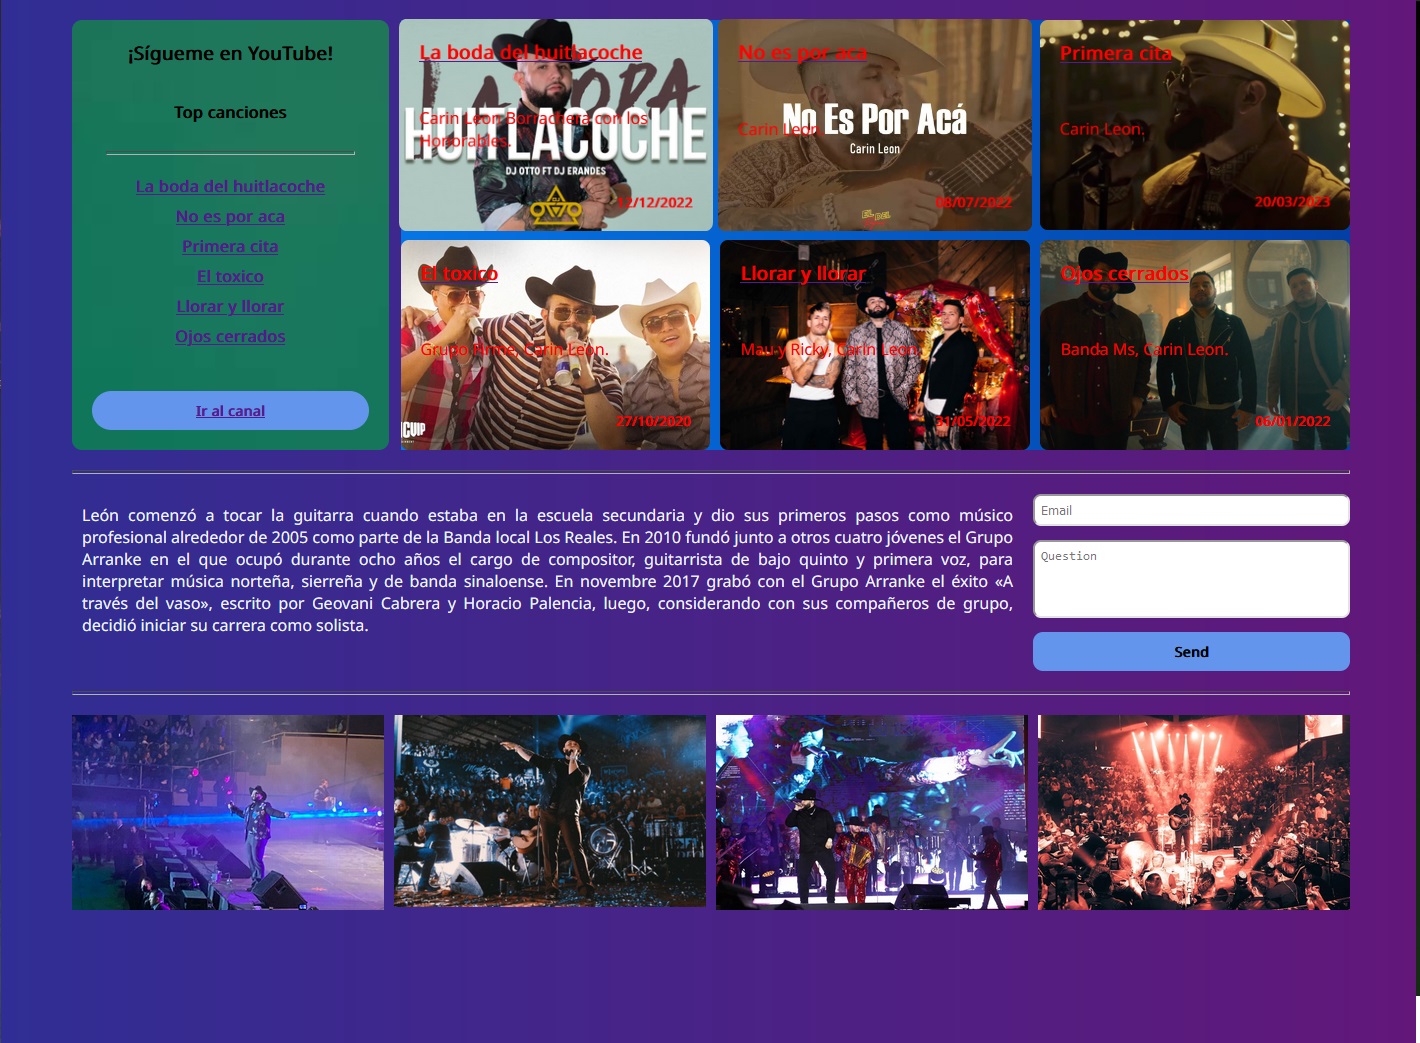 ¡Sígueme en YouTube!
Top canciones
La boda del huitlacoche
No es por aca
Primera cita
El toxico
Llorar y llorar
Ojos cerrados
Ir al canal
La boda del huitlacoche
LA BODA
HUITLACOCHE
Carin Leon Borrachera con los
Honorables.
DJ OTTO FT DJ ERANDES
12/12/2022
No es por aca
No Es Por Acá
Carin Leon
Carin Leon.
08/07/2022
Primera cita
Carin Leon.
20/03/2023
El toxico
Grupo Firme, Carin Leon.
27/10/2020
Llorar y llorar
Mau y Ricky, Carin Leon.
31/05/2022
Ojos cerrados
Banda Ms, Carin Leon.
06/01/2022
León comenzó a tocar la guitarra cuando estaba en la escuela secundaria y dio sus primeros pasos como músico
profesional alrededor de 2005 como parte de la Banda local Los Reales. En 2010 fundó junto a otros cuatro jóvenes el Grupo
Arranke en el que ocupó durante ocho años el cargo de compositor, guitarrista de bajo quinto y primera voz, para
interpretar música norteña, sierreña y de banda sinaloense. En novembre 2017 grabó con el Grupo Arranke el éxito «A
través del vaso», escrito por Geovani Cabrera y Horacio Palencia, luego, considerando con sus compañeros de grupo,
decidió iniciar su carrera como solista.
Email
Question
Send